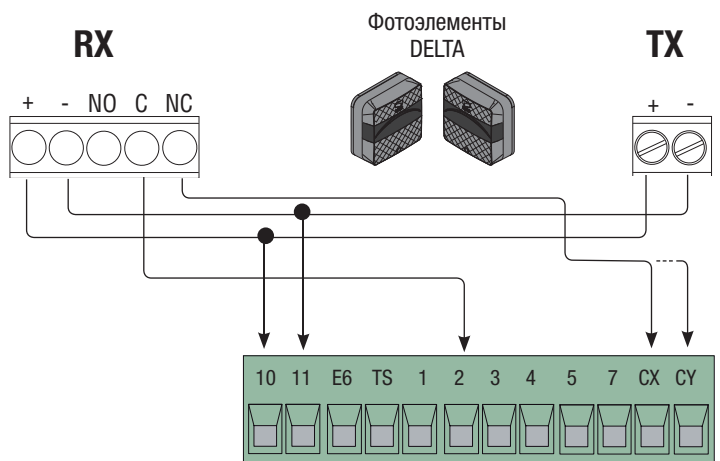 Фотоэлементы
DELTA
RX
TX
+ - NO C NC
+ -
10 11 E6 TS 1 2 3 4 5 7 CX CY